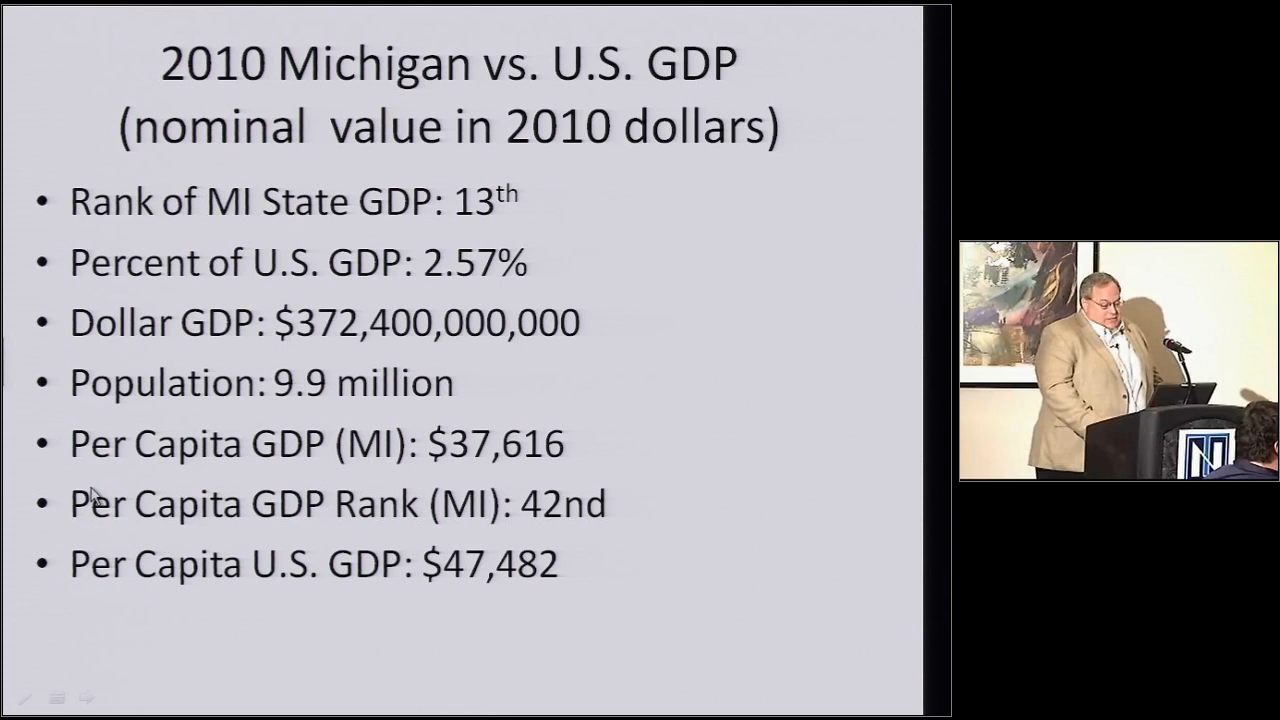 2010 Michigan vs. U.S. GDP
(nominal value in 2010 dollars)
• Rank of MI State GDP: 13th
• Percent of U.S. GDP: 2.57%
• Dollar GDP: $372,400,000,000
• Population: 9.9 million
• Per Capita GDP (MI): $37,616
• Per Capita GDP Rank (MI): 42nd
• Per Capita U.S. GDP: $47,482
N